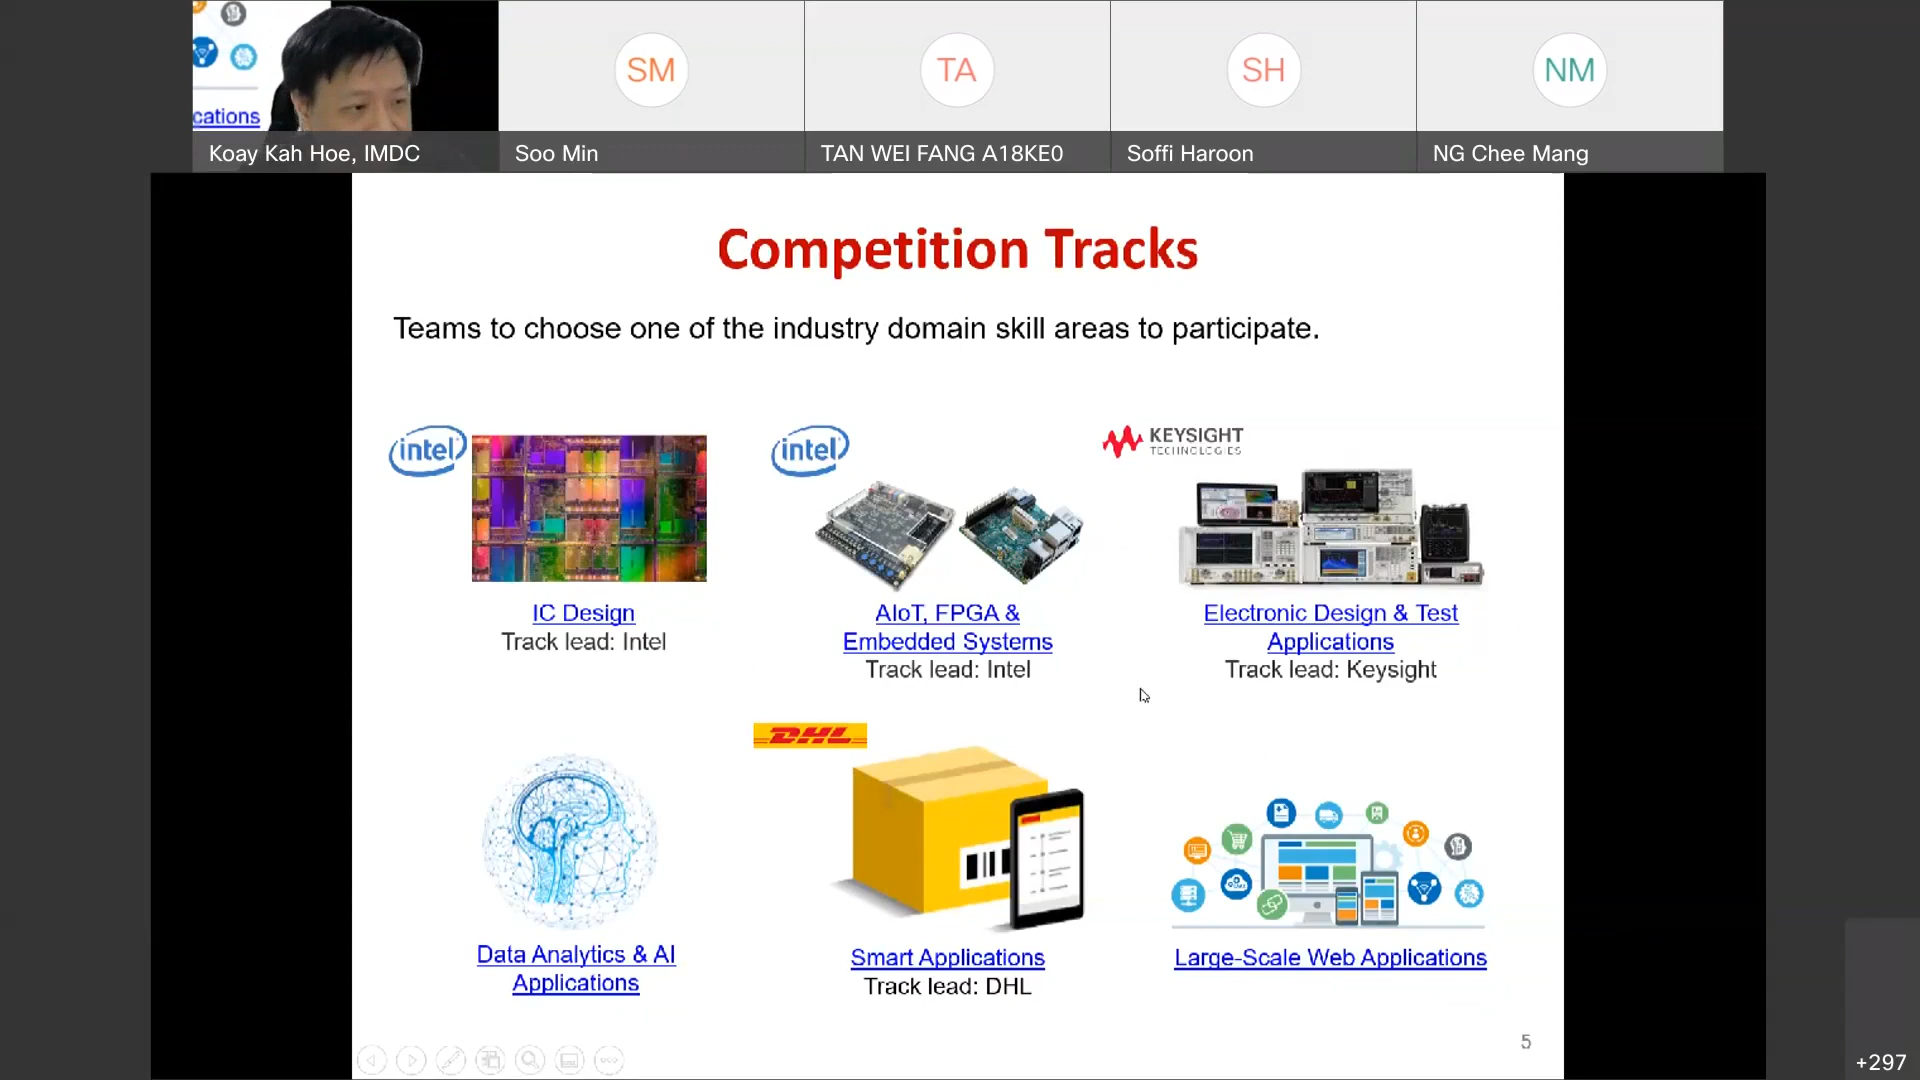 cations
SM
TA
SH
NM
Koay Kah Hoe, IMDC
Soo Min
TAN WEI FANG A18KE0
Soffi Haroon
NG Chee Mang
Competition Tracks
Teams to choose one of the industry domain skill areas to participate.
intel
IC Design
Track lead: Intel
intel
AIoT, FPGA &
Embedded Systems
Track lead: Intel
KEYSIGHT
TECHNOLOGIES
Electronic Design & Test
Applications
Track lead: Keysight
Data Analytics & AI
Applications
DHL
Smart Applications
Track lead: DHL
Large-Scale Web Applications
5
+297